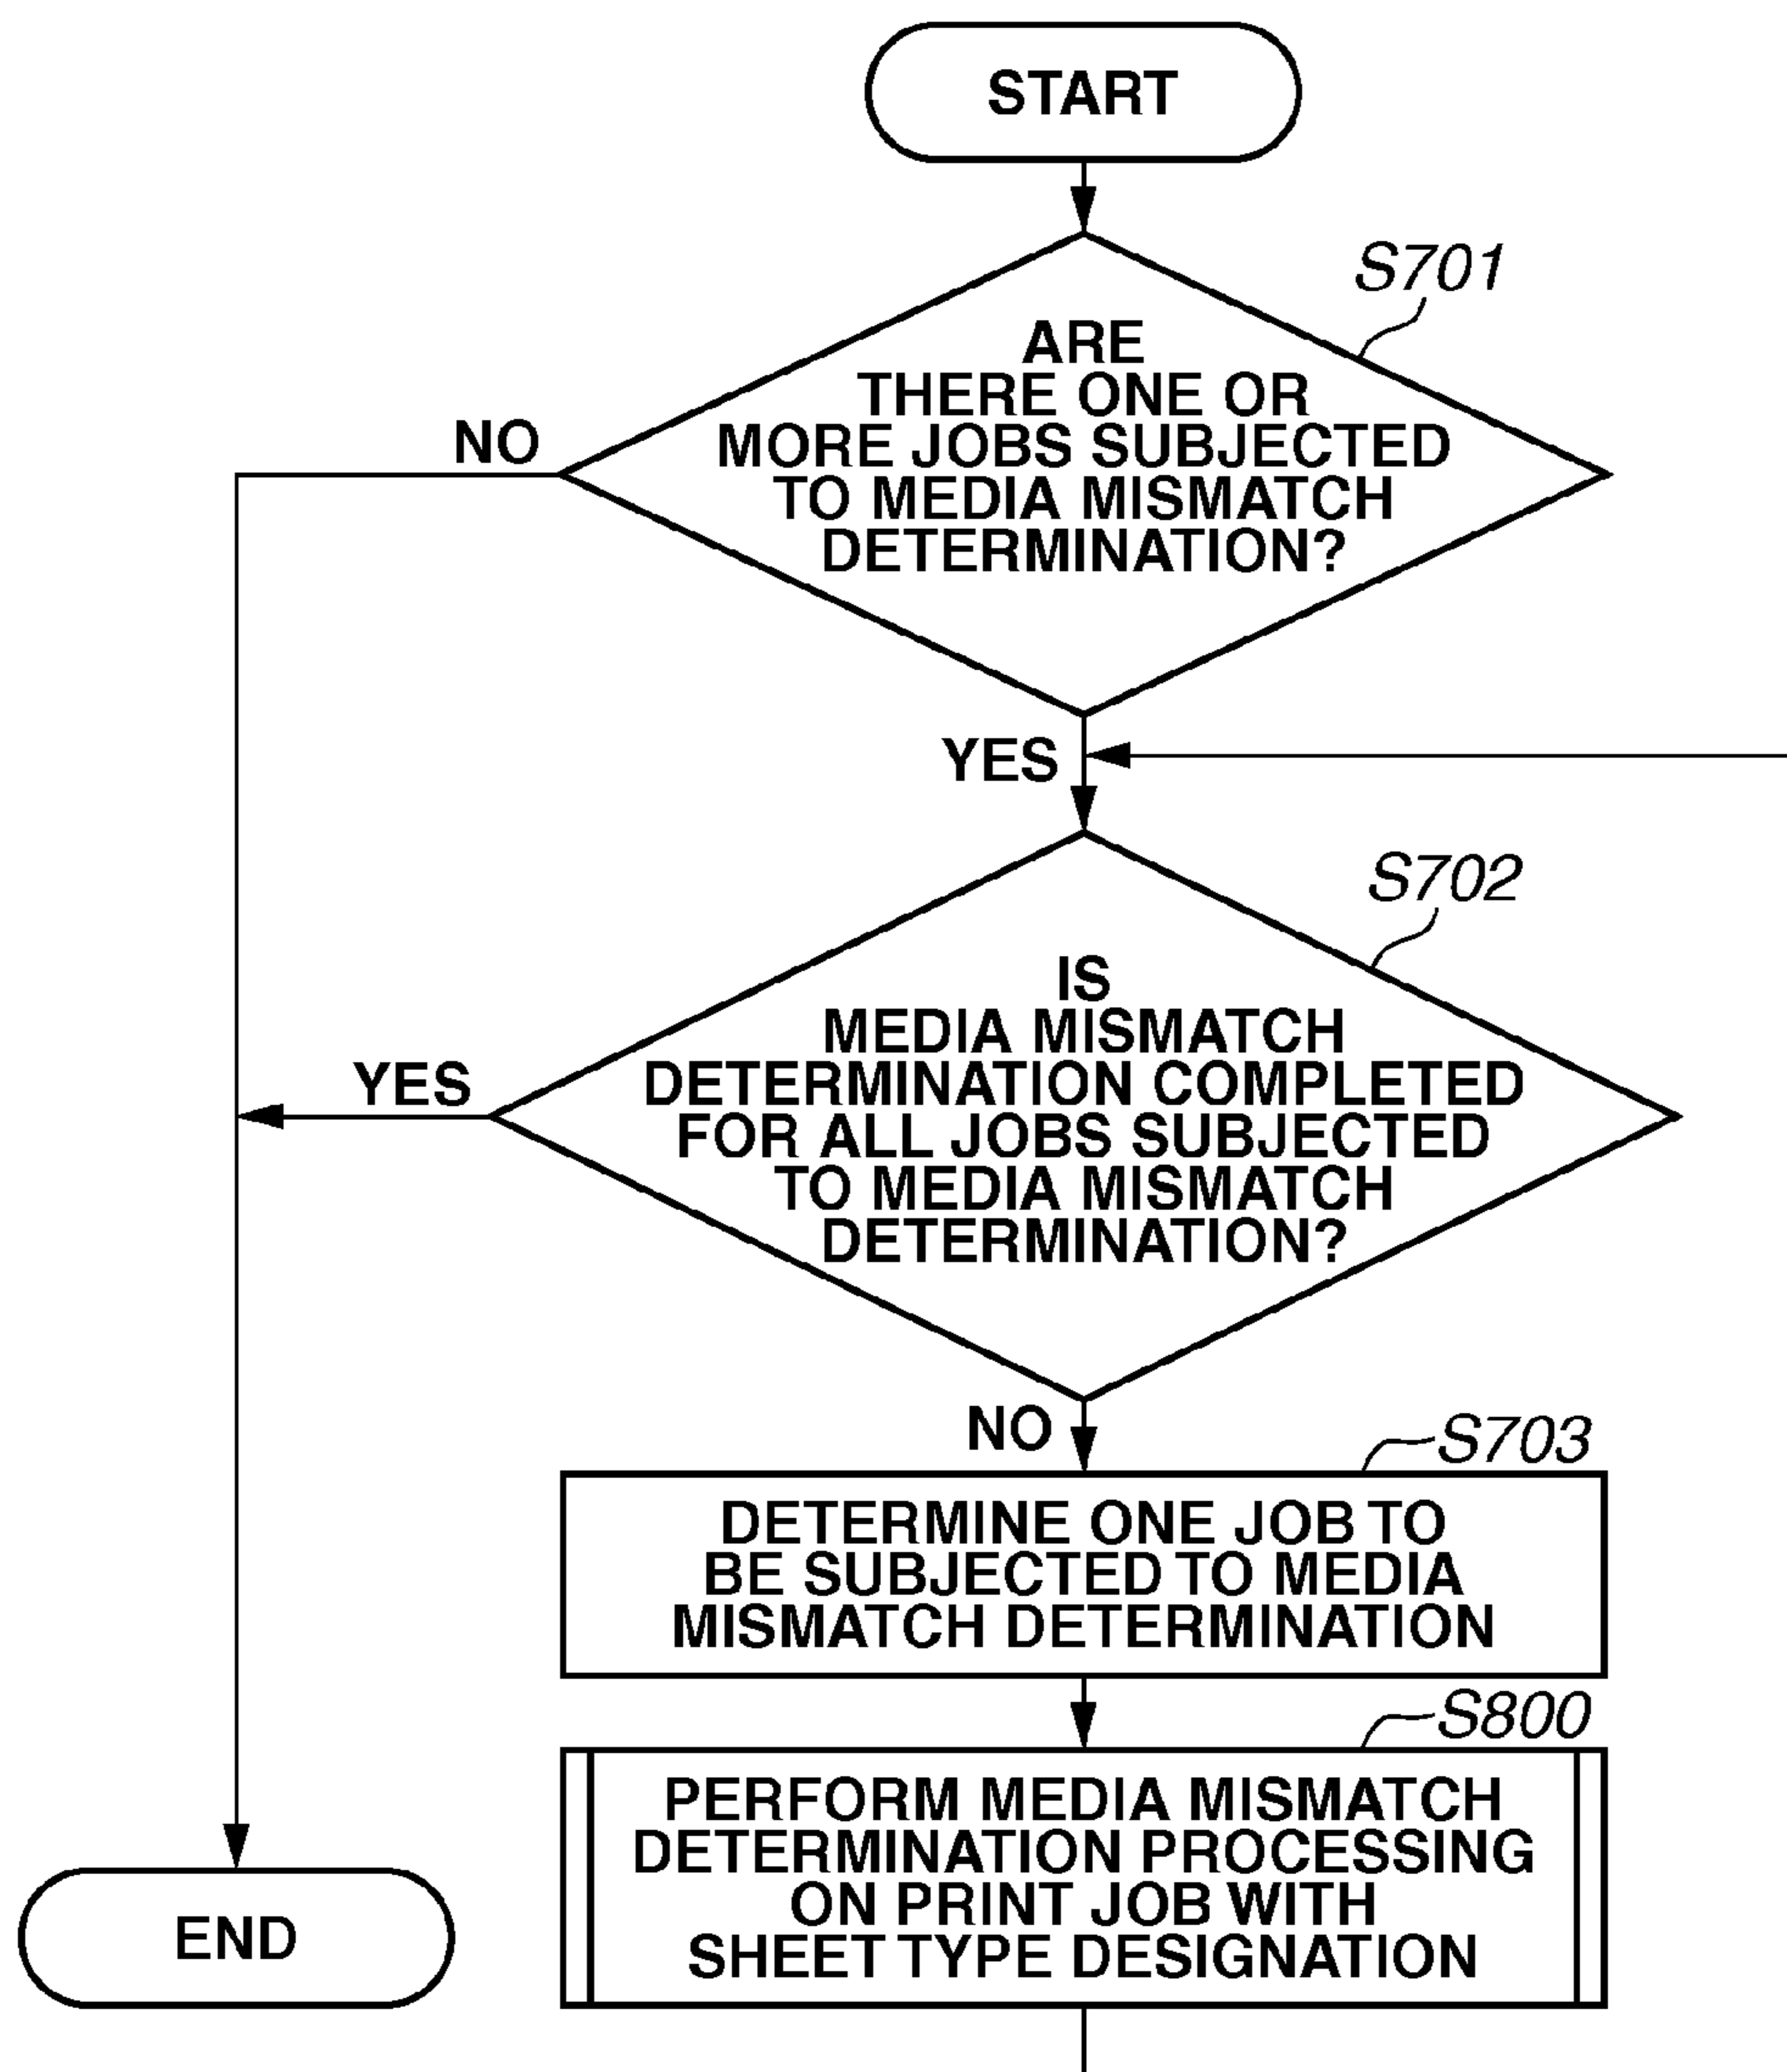 START
S701
ARE
THERE ONE OR
MORE JOBS SUBJECTED
TO MEDIA MISMATCH
DETERMINATION?
NO
YES
S702
IS
MEDIA MISMATCH
DETERMINATION COMPLETED
FOR ALL JOBS SUBJECTED
TO MEDIA MISMATCH
DETERMINATION?
YES
NO
S703
DETERMINE ONE JOB TO
BE SUBJECTED TO MEDIA
MISMATCH DETERMINATION
S800
PERFORM MEDIA MISMATCH
DETERMINATION PROCESSING
ON PRINT JOB WITH
SHEET TYPE DESIGNATION
END